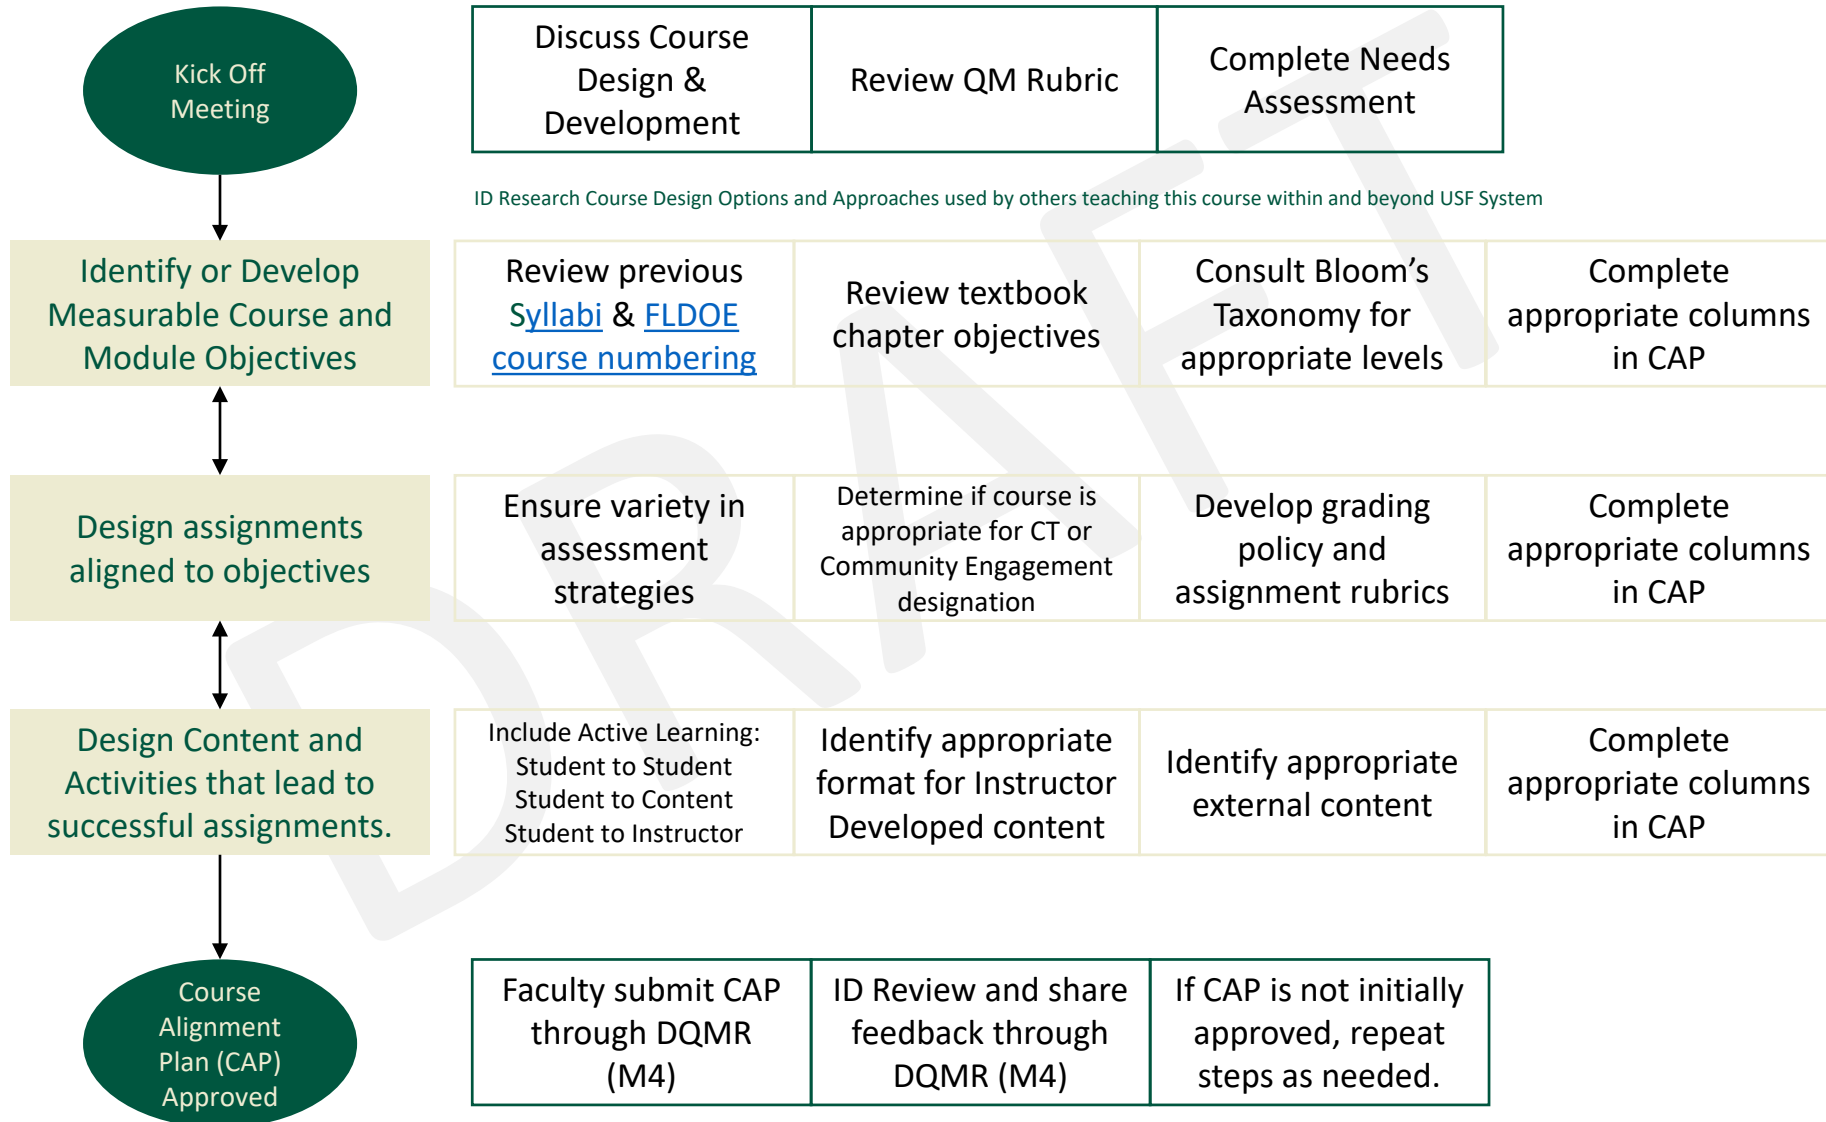 Kick Off
Meeting
Discuss Course
Design &
Development
Review QM Rubric
Complete Needs
Assessment
ID Research Course Design Options and Approaches used by others teaching this course within and beyond USF System
Identify or Develop
Measurable Course and
Module Objectives
Review previous
Syllabi & FLDOE
course numbering
Review textbook
chapter objectives
Consult Bloom’s
Taxonomy for
appropriate levels
Complete
appropriate columns
in CAP
Design assignments
aligned to objectives
Ensure variety in
assessment
strategies
Determine if course is
appropriate for CT or
Community Engagement
designation
Develop grading
policy and
assignment rubrics
Complete
appropriate columns
in CAP
Design Content and
Activities that lead to
successful assignments.
Include Active Learning:
Student to Student
Student to Content
Student to Instructor
Identify appropriate
format for Instructor
Developed content
Identify appropriate
external content
Complete
appropriate columns
in CAP
Course
Alignment
Plan (CAP)
Approved
Faculty submit CAP
through DQMR
(M4)
ID Review and share
feedback through
DQMR (M4)
If CAP is not initially
approved, repeat
steps as needed.
DRAFT